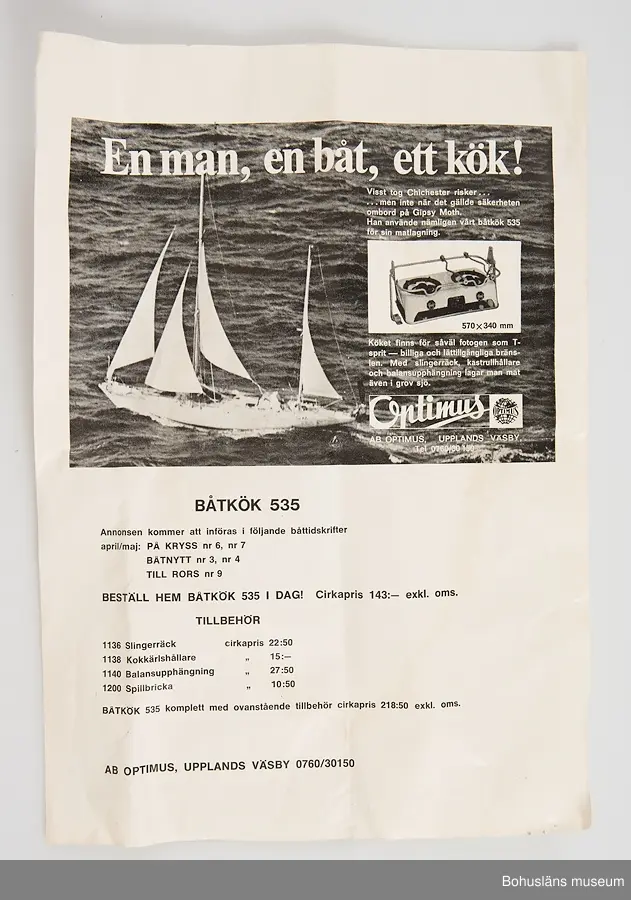 En man, en båt, ett kök!
Visst tog Chichester risker...
...men inte när det gällde säkerheten
ombord på Gipsy Moth.
Han använde nämligen vårt båtkök 535
för sin matlagning.
570 x 340 mm
Köket finns för såväl fotogen som T-
sprit — billiga och lättillgängliga bräns-
len. Med slingerräck, kastrullhållare
och balansupphängning lagar man mat
även i grov sjö.
Optimus
OPTIMUS
AB OPTIMUS, UPPLANDS VÄSBY.
Tel 0760/30150
BÅTKÖK 535
Annonsen kommer att införas i följande båttidskrifter
april/maj: PÅ KRYSS nr 6, nr 7
BÅTNYTT nr 3, nr 4
TILL RORS nr 9
BESTÄLL HEM BÅTKÖK 535 I DAG! Cirkapris 143:— exkl. oms.
TILLBEHÖR
1136 Slingerräck cirkapris 22:50
1138 Kokkärlshållare „ 15:—
1140 Balansupphängning „ 27:50
1200 Spillbricka „ 10:50
BÅTKÖK 535 komplett med ovanstående tillbehör cirkapris 218:50 exkl. oms.
AB OPTIMUS, UPPLANDS VÄSBY 0760/30150
Bohusläns museum